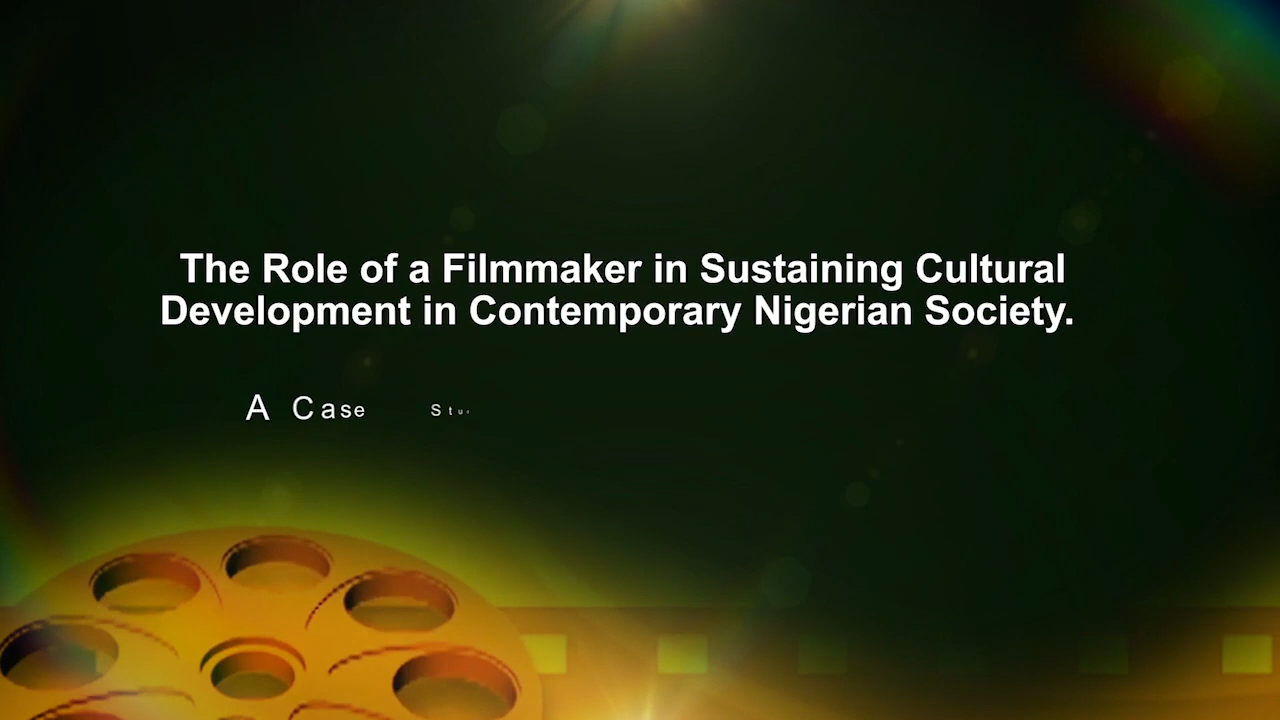 The Role of a Filmmaker in Sustaining Cultural
Development in Contemporary Nigerian Society.
A Case